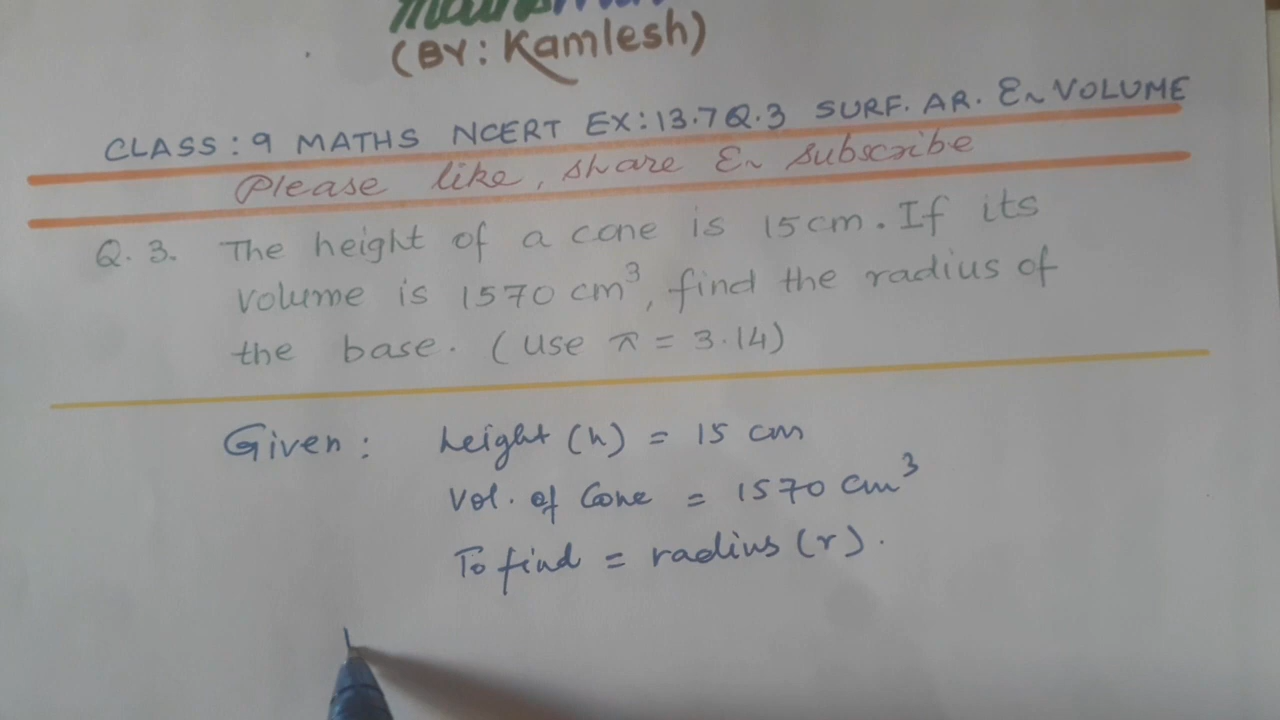 (BY: Kamlesh)
CLASS: 9 MATHS NCERT EX: 13.7 Q.3 SURF. AR. & VOLUME
Please like, share & subscribe
Q. 3. The height of a cone is 15 cm. If its
volume is 1570 cm³, find the radius of
the base. (Use π = 3.14)
Given: height (h) = 15 cm
Vol. of Cone = 1570 cm³
To find = radius (r).